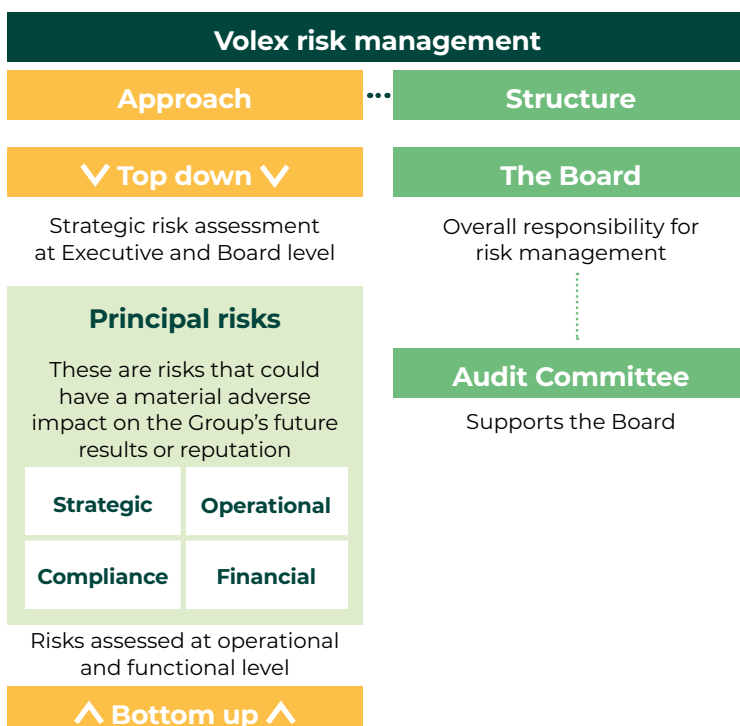 Volex risk management
Approach
Structure
Top down
Strategic risk assessment
at Executive and Board level
Principal risks
These are risks that could
have a material adverse
impact on the Group’s future
results or reputation
Strategic
Operational
Compliance
Financial
Risks assessed at operational
and functional level
Bottom up
The Board
Overall responsibility for
risk management
Audit Committee
Supports the Board